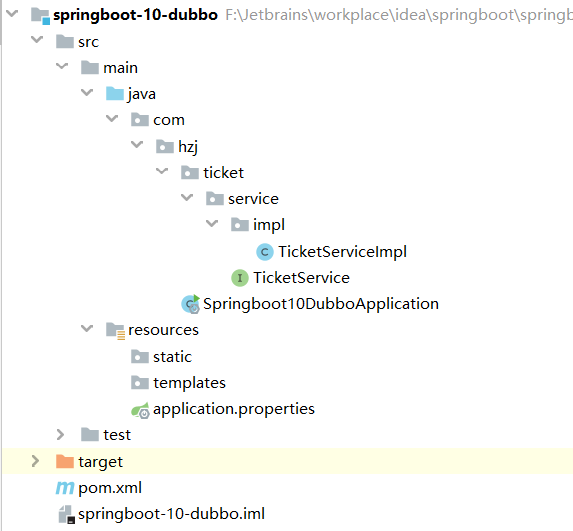 springboot-10-dubbo F:\Jetbrains\workplace\idea\springboot\springb
src
main
java
com
hzj
ticket
service
impl
C TicketServiceImpl
I TicketService
Springboot10DubboApplication
resources
static
templates
application.properties
test
target
m pom.xml
springboot-10-dubbo.iml